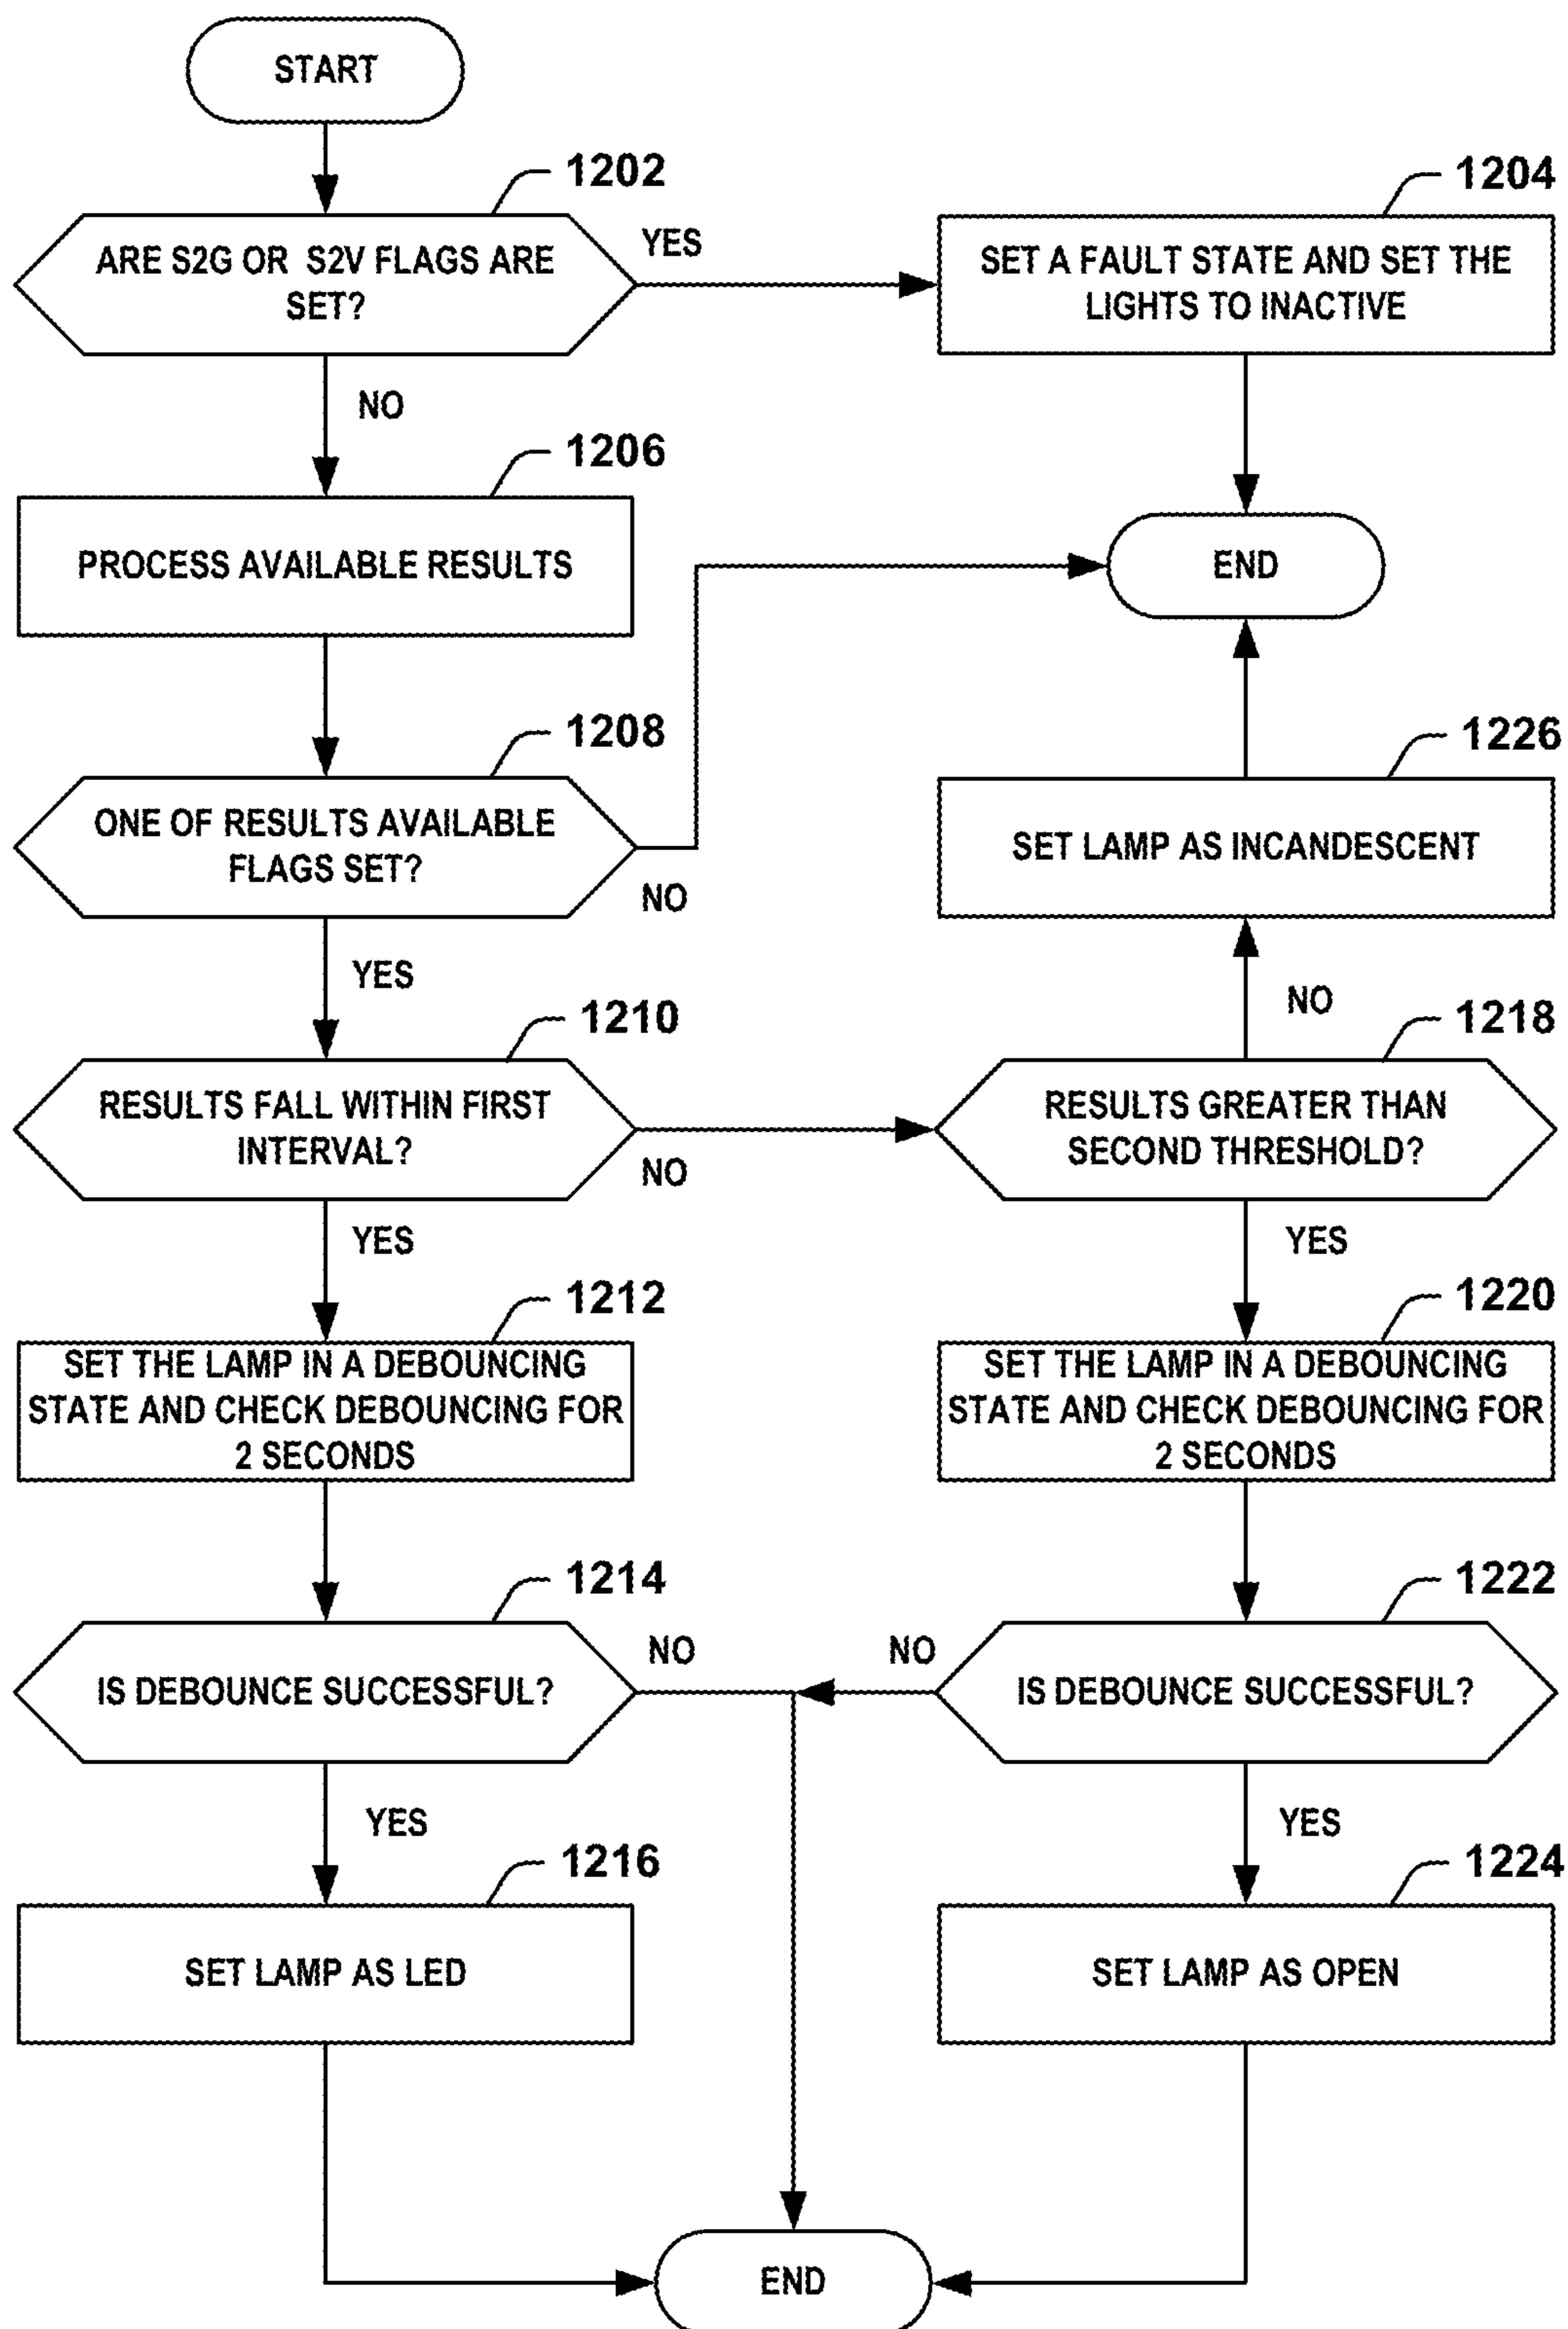 START
1202
1204
ARE S2G OR S2V FLAGS ARE
SET?
YES
SET A FAULT STATE AND SET THE
LIGHTS TO INACTIVE
NO
1206
PROCESS AVAILABLE RESULTS
END
1208
1226
ONE OF RESULTS AVAILABLE
FLAGS SET?
NO
SET LAMP AS INCANDESCENT
YES
NO
1210
1218
RESULTS FALL WITHIN FIRST
INTERVAL?
NO
RESULTS GREATER THAN
SECOND THRESHOLD?
YES
YES
1212
1220
SET THE LAMP IN A DEBOUNCING
STATE AND CHECK DEBOUNCING FOR
2 SECONDS
SET THE LAMP IN A DEBOUNCING
STATE AND CHECK DEBOUNCING FOR
2 SECONDS
1214
1222
IS DEBOUNCE SUCCESSFUL?
NO
NO
IS DEBOUNCE SUCCESSFUL?
YES
YES
1216
1224
SET LAMP AS LED
SET LAMP AS OPEN
END